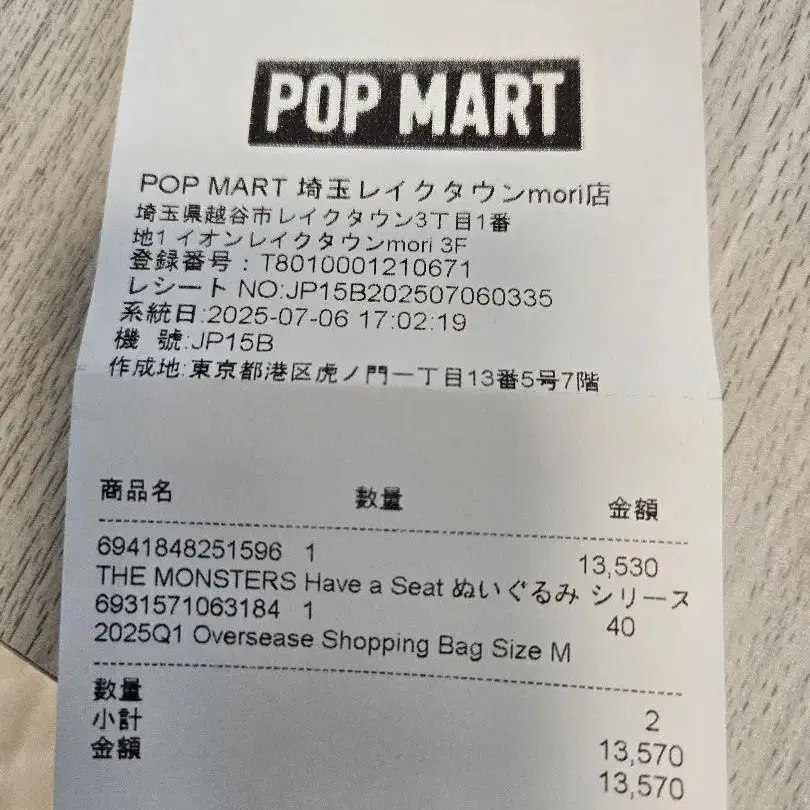 POP MART
POP MART 埼玉レイクタウンmori店
埼玉県越谷市レイクタウン3丁目1番
地1 イオンレイクタウンmori 3F
登録番号：T8010001210671
レシート NO:JP15B202507060335
系統日:2025-07-06 17:02:19
機 號:JP15B
作成地:東京都港区虎ノ門一丁目13番5号7階
商品名 数量 金額
6941848251596 1 13,530
THE MONSTERS Have a Seat ぬいぐるみ シリーズ
6931571063184 1 40
2025Q1 Oversease Shopping Bag Size M
数量 2
小計 13,570
金額 13,570